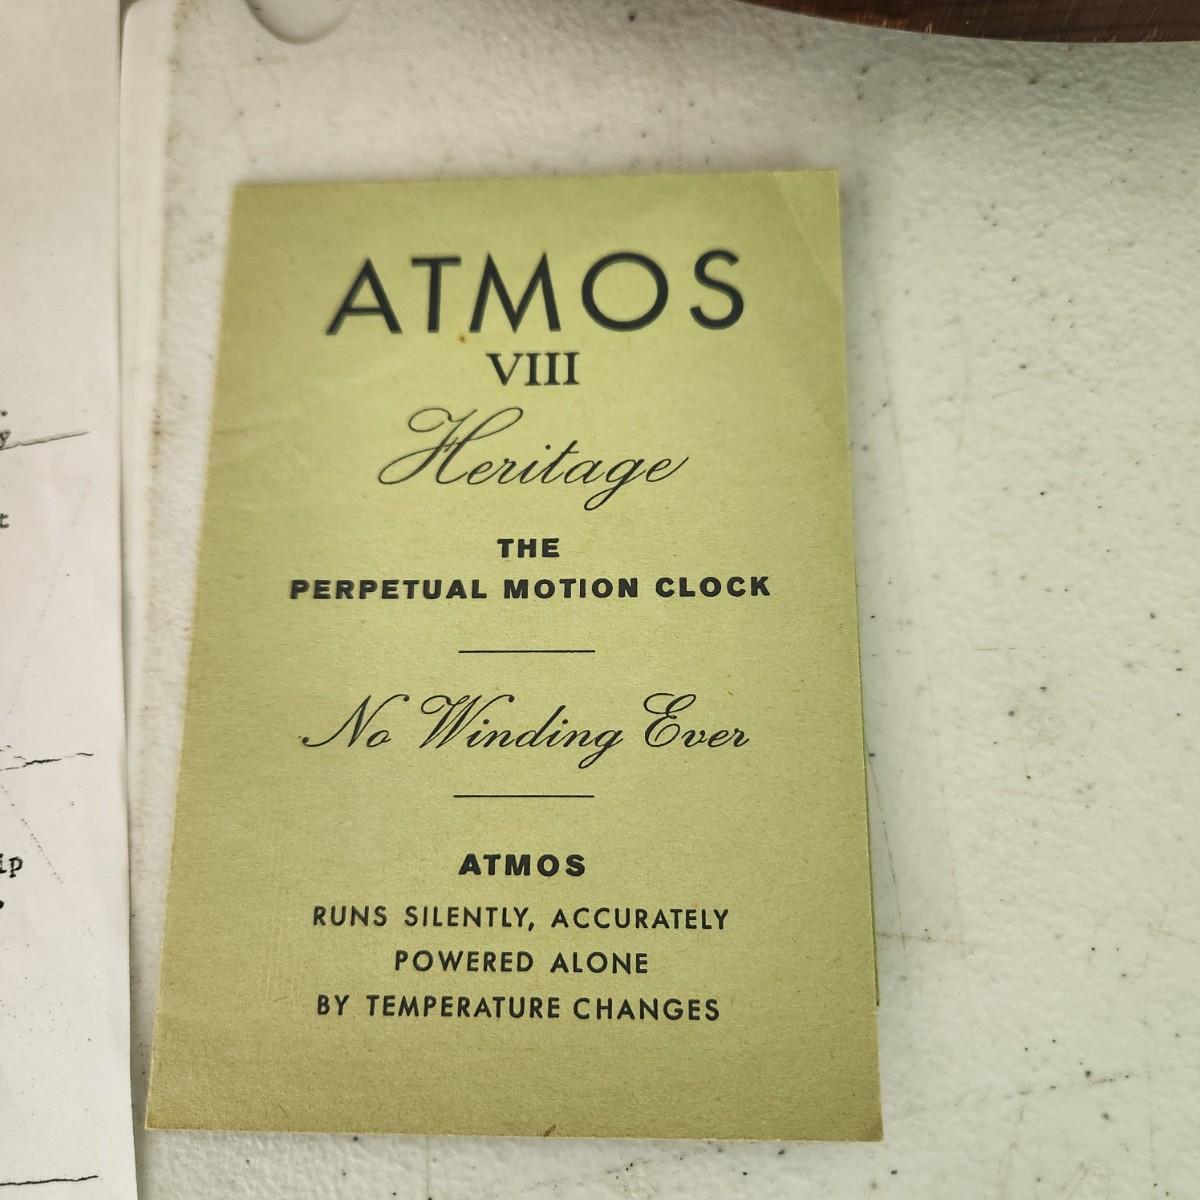 ATMOS
VIII
Heritage
THE
PERPETUAL MOTION CLOCK
No Winding Ever
ATMOS
RUNS SILENTLY, ACCURATELY
POWERED ALONE
BY TEMPERATURE CHANGES